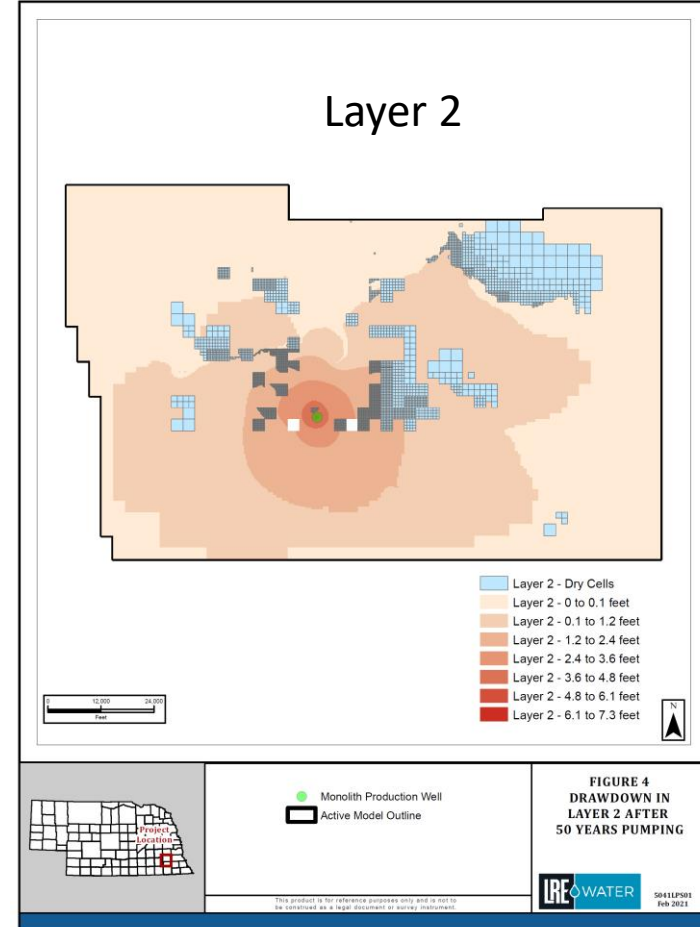 Layer 2
Layer 2 - Dry Cells
Layer 2 - 0 to 0.1 feet
Layer 2 - 0.1 to 1.2 feet
Layer 2 - 1.2 to 2.4 feet
Layer 2 - 2.4 to 3.6 feet
Layer 2 - 3.6 to 4.8 feet
Layer 2 - 4.8 to 6.1 feet
Layer 2 - 6.1 to 7.3 feet
0 12,000 24,000
Feet
N
Project
Location
Monolith Production Well
Active Model Outline
This product is for reference purposes only and is not to
be construed as a legal document or survey instrument.
FIGURE 4
DRAWDOWN IN
LAYER 2 AFTER
50 YEARS PUMPING
LRE WATER
5041LPS01
Feb 2021